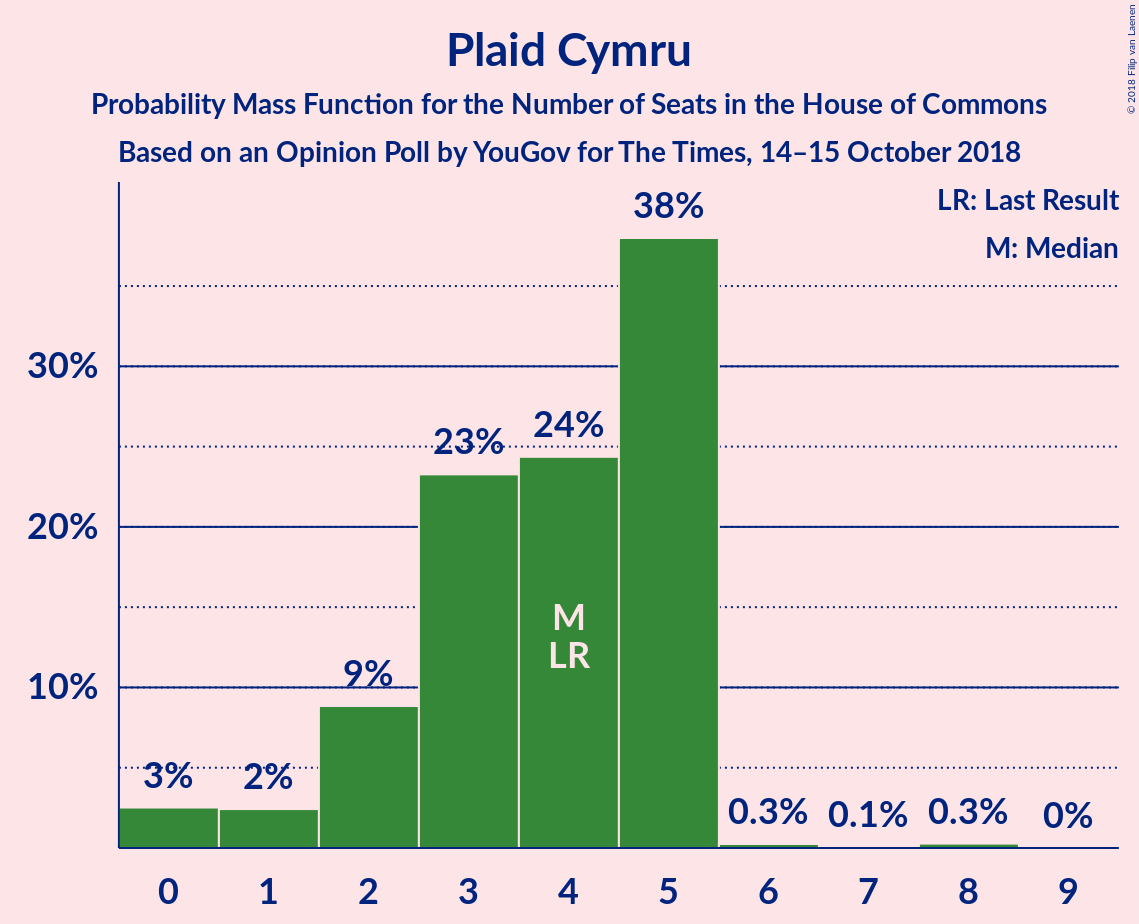 Plaid Cymru
Probability Mass Function for the Number of Seats in the House of Commons
Based on an Opinion Poll by YouGov for The Times, 14–15 October 2018
© 2018 Filip van Laenen
LR: Last Result
M: Median
38%
30%
24%
23%
20%
M
LR
10%
9%
3%
2%
0.3%
0.1%
0.3%
0%
0 1 2 3 4 5 6 7 8 9